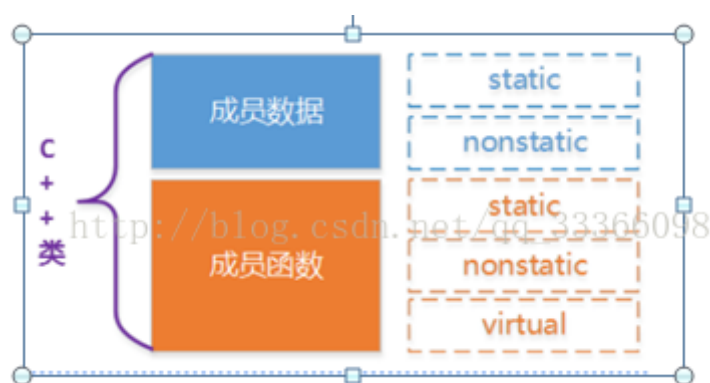 C++类
成员数据
static
nonstatic
成员函数
static
nonstatic
virtual
http://blog.csdn.net/qq_33366098